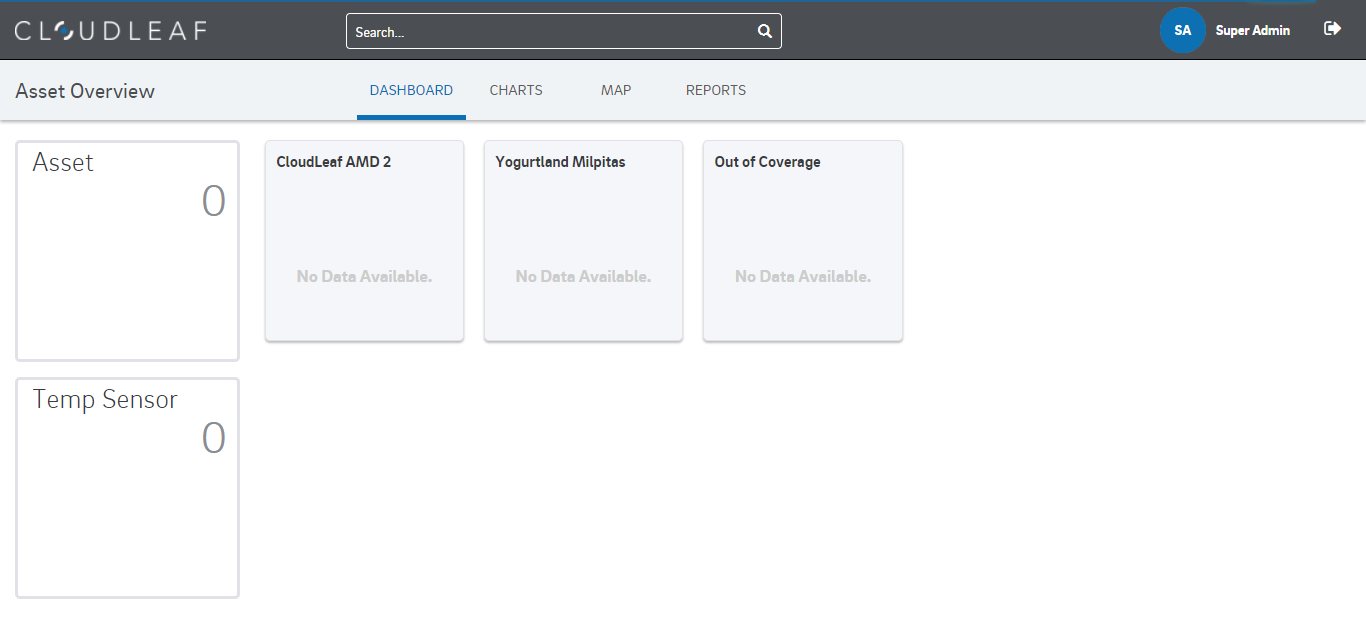 CLOUDLEAF
Search...
SA
Super Admin
Asset Overview
DASHBOARD
CHARTS
MAP
REPORTS
Asset
0
CloudLeaf AMD 2
No Data Available.
Yogurtland Milpitas
No Data Available.
Out of Coverage
No Data Available.
Temp Sensor
0